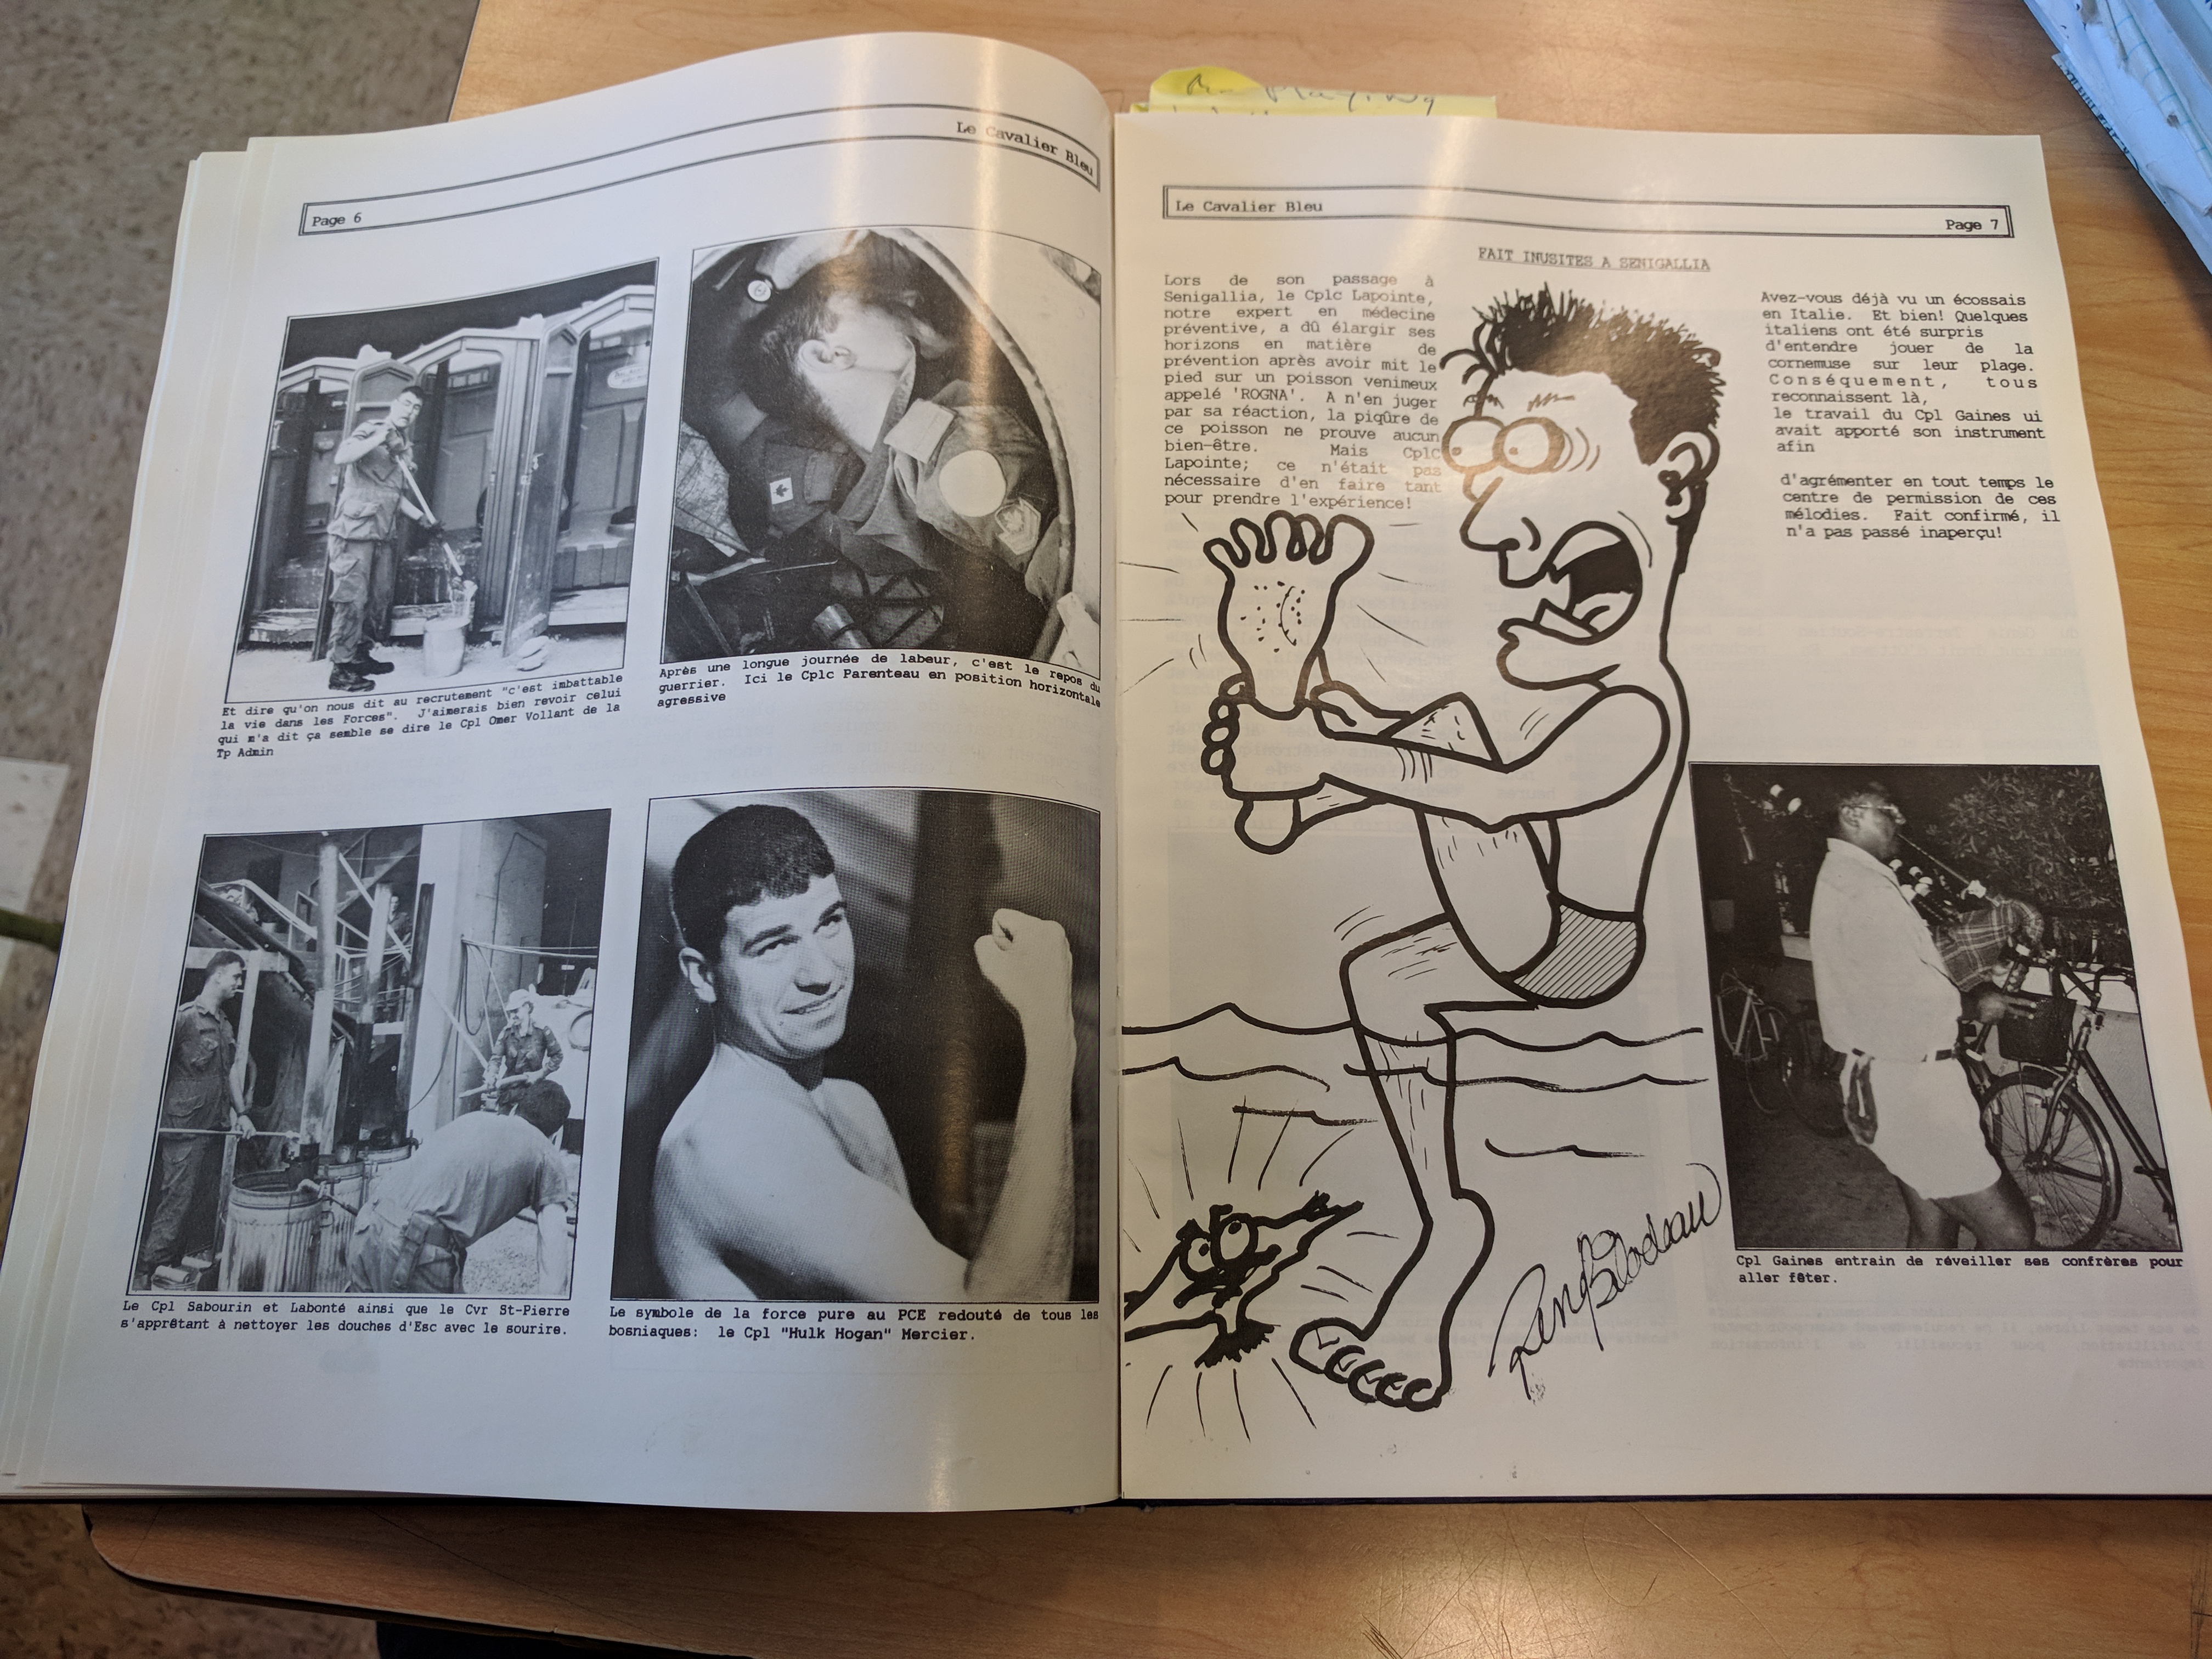 Le Cavalier Bleu
Page 6
Et dire qu'on nous dit au recrutement "c'est imbattable
la vie dans les Forces".  J'aimerais bien revoir celui
qui m'a dit ça semble se dire le Cpl Omer Vollant de la
Tp Admin
Après une longue journée de labeur, c'est le repos du
guerrier.  Ici le Cplc Parenteau en position horizontale
agressive
Le Cpl Sabourin et Labonté ainsi que le Cvr St-Pierre
s'apprêtant à nettoyer les douches d'Esc avec le sourire.
Le symbole de la force pure au PCE redouté de tous les
bosniaques:  le Cpl "Hulk Hogan" Mercier.
Playing
Le Cavalier Bleu
Page 7
FAIT INUSITES A SENIGALLIA
Lors de son passage à
Senigallia, le Cplc Lapointe,
notre expert en médecine
préventive, a dû élargir ses
horizons en matière de
prévention après avoir mit le
pied sur un poisson venimeux
appelé 'ROGNA'.  A n'en juger
par sa réaction, la piqûre de
ce poisson ne prouve aucun
bien-être.  Mais CplC
Lapointe; ce n'était pas
nécessaire d'en faire tant
pour prendre l'expérience!
Avez-vous déjà vu un écossais
en Italie.  Et bien! Quelques
italiens ont été surpris
d'entendre jouer de la
cornemuse sur leur plage.
Conséquement, tous
reconnaissent là,
le travail du Cpl Gaines ui
avait apporté son instrument
afin
d'agrémenter en tout temps le
centre de permission de ces
mélodies.  Fait confirmé, il
n'a pas passé inaperçu!
Cpl Gaines entrain de réveiller ses confrères pour
aller fêter.